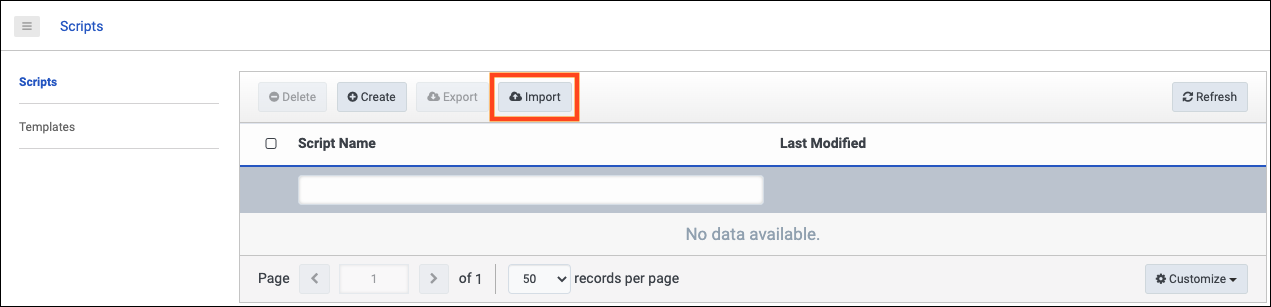 Scripts
Scripts
Templates
Delete Create Export Import Refresh
Script Name Last Modified
No data available.
Page 1 of 1 50 records per page Customize